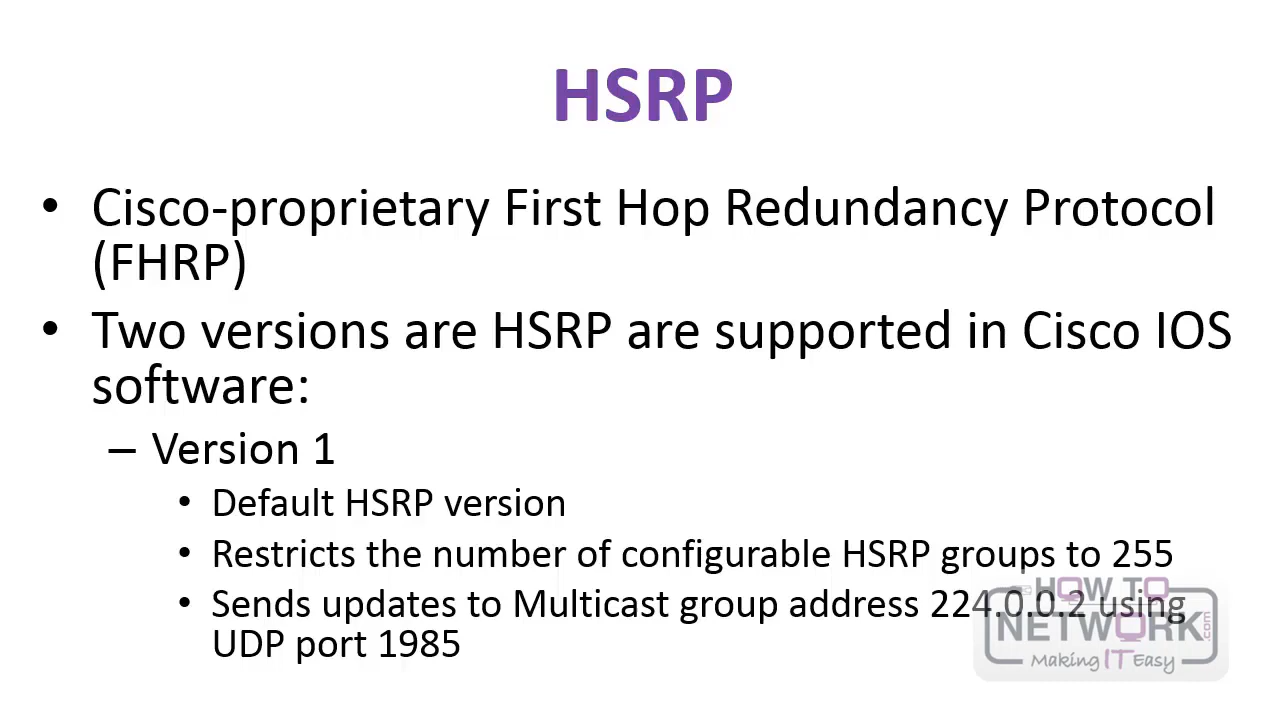 HSRP
• Cisco-proprietary First Hop Redundancy Protocol
(FHRP)
• Two versions are HSRP are supported in Cisco IOS
software:
– Version 1
• Default HSRP version
• Restricts the number of configurable HSRP groups to 255
• Sends updates to Multicast group address 224.0.0.2 using
UDP port 1985
HOW TO
NETWORK.com
Making IT Easy